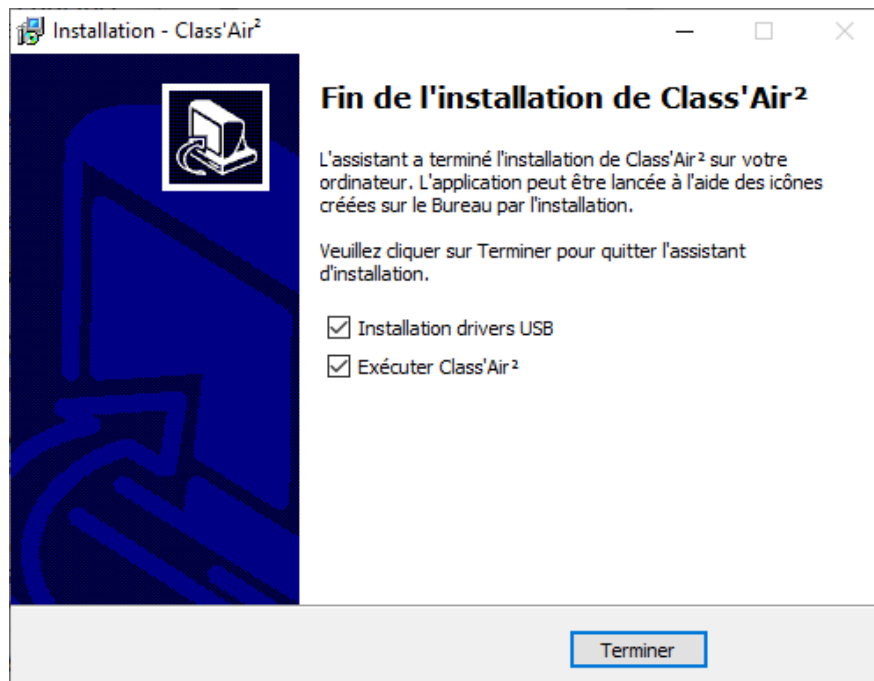 Installation - Class'Air²
Fin de l'installation de Class'Air²
L'assistant a terminé l'installation de Class'Air² sur votre
ordinateur. L'application peut être lancée à l'aide des icônes
créées sur le Bureau par l'installation.
Veuillez cliquer sur Terminer pour quitter l'assistant
d'installation.
Installation drivers USB
Exécuter Class'Air²
Terminer